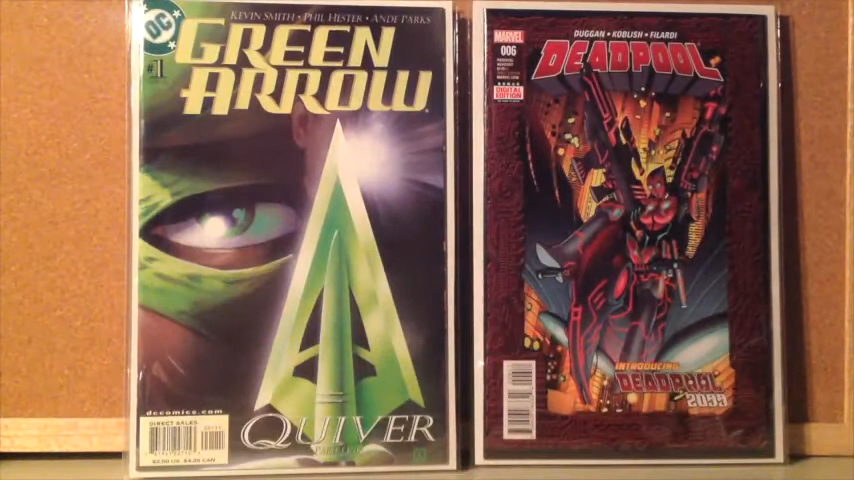 DC
KEVIN SMITH • PHIL HESTER • ANDE PARKS
GREEN
#1
ARROW
dccomics.com
DIRECT SALES
$2.50 US $4.25 CAN
QUIVER
MARVEL
006
DUGGAN • KOBLISH • FILARDI
DEADPOOL
DIGITAL
EDITION
INTRODUCING
DEADPOOL
2099